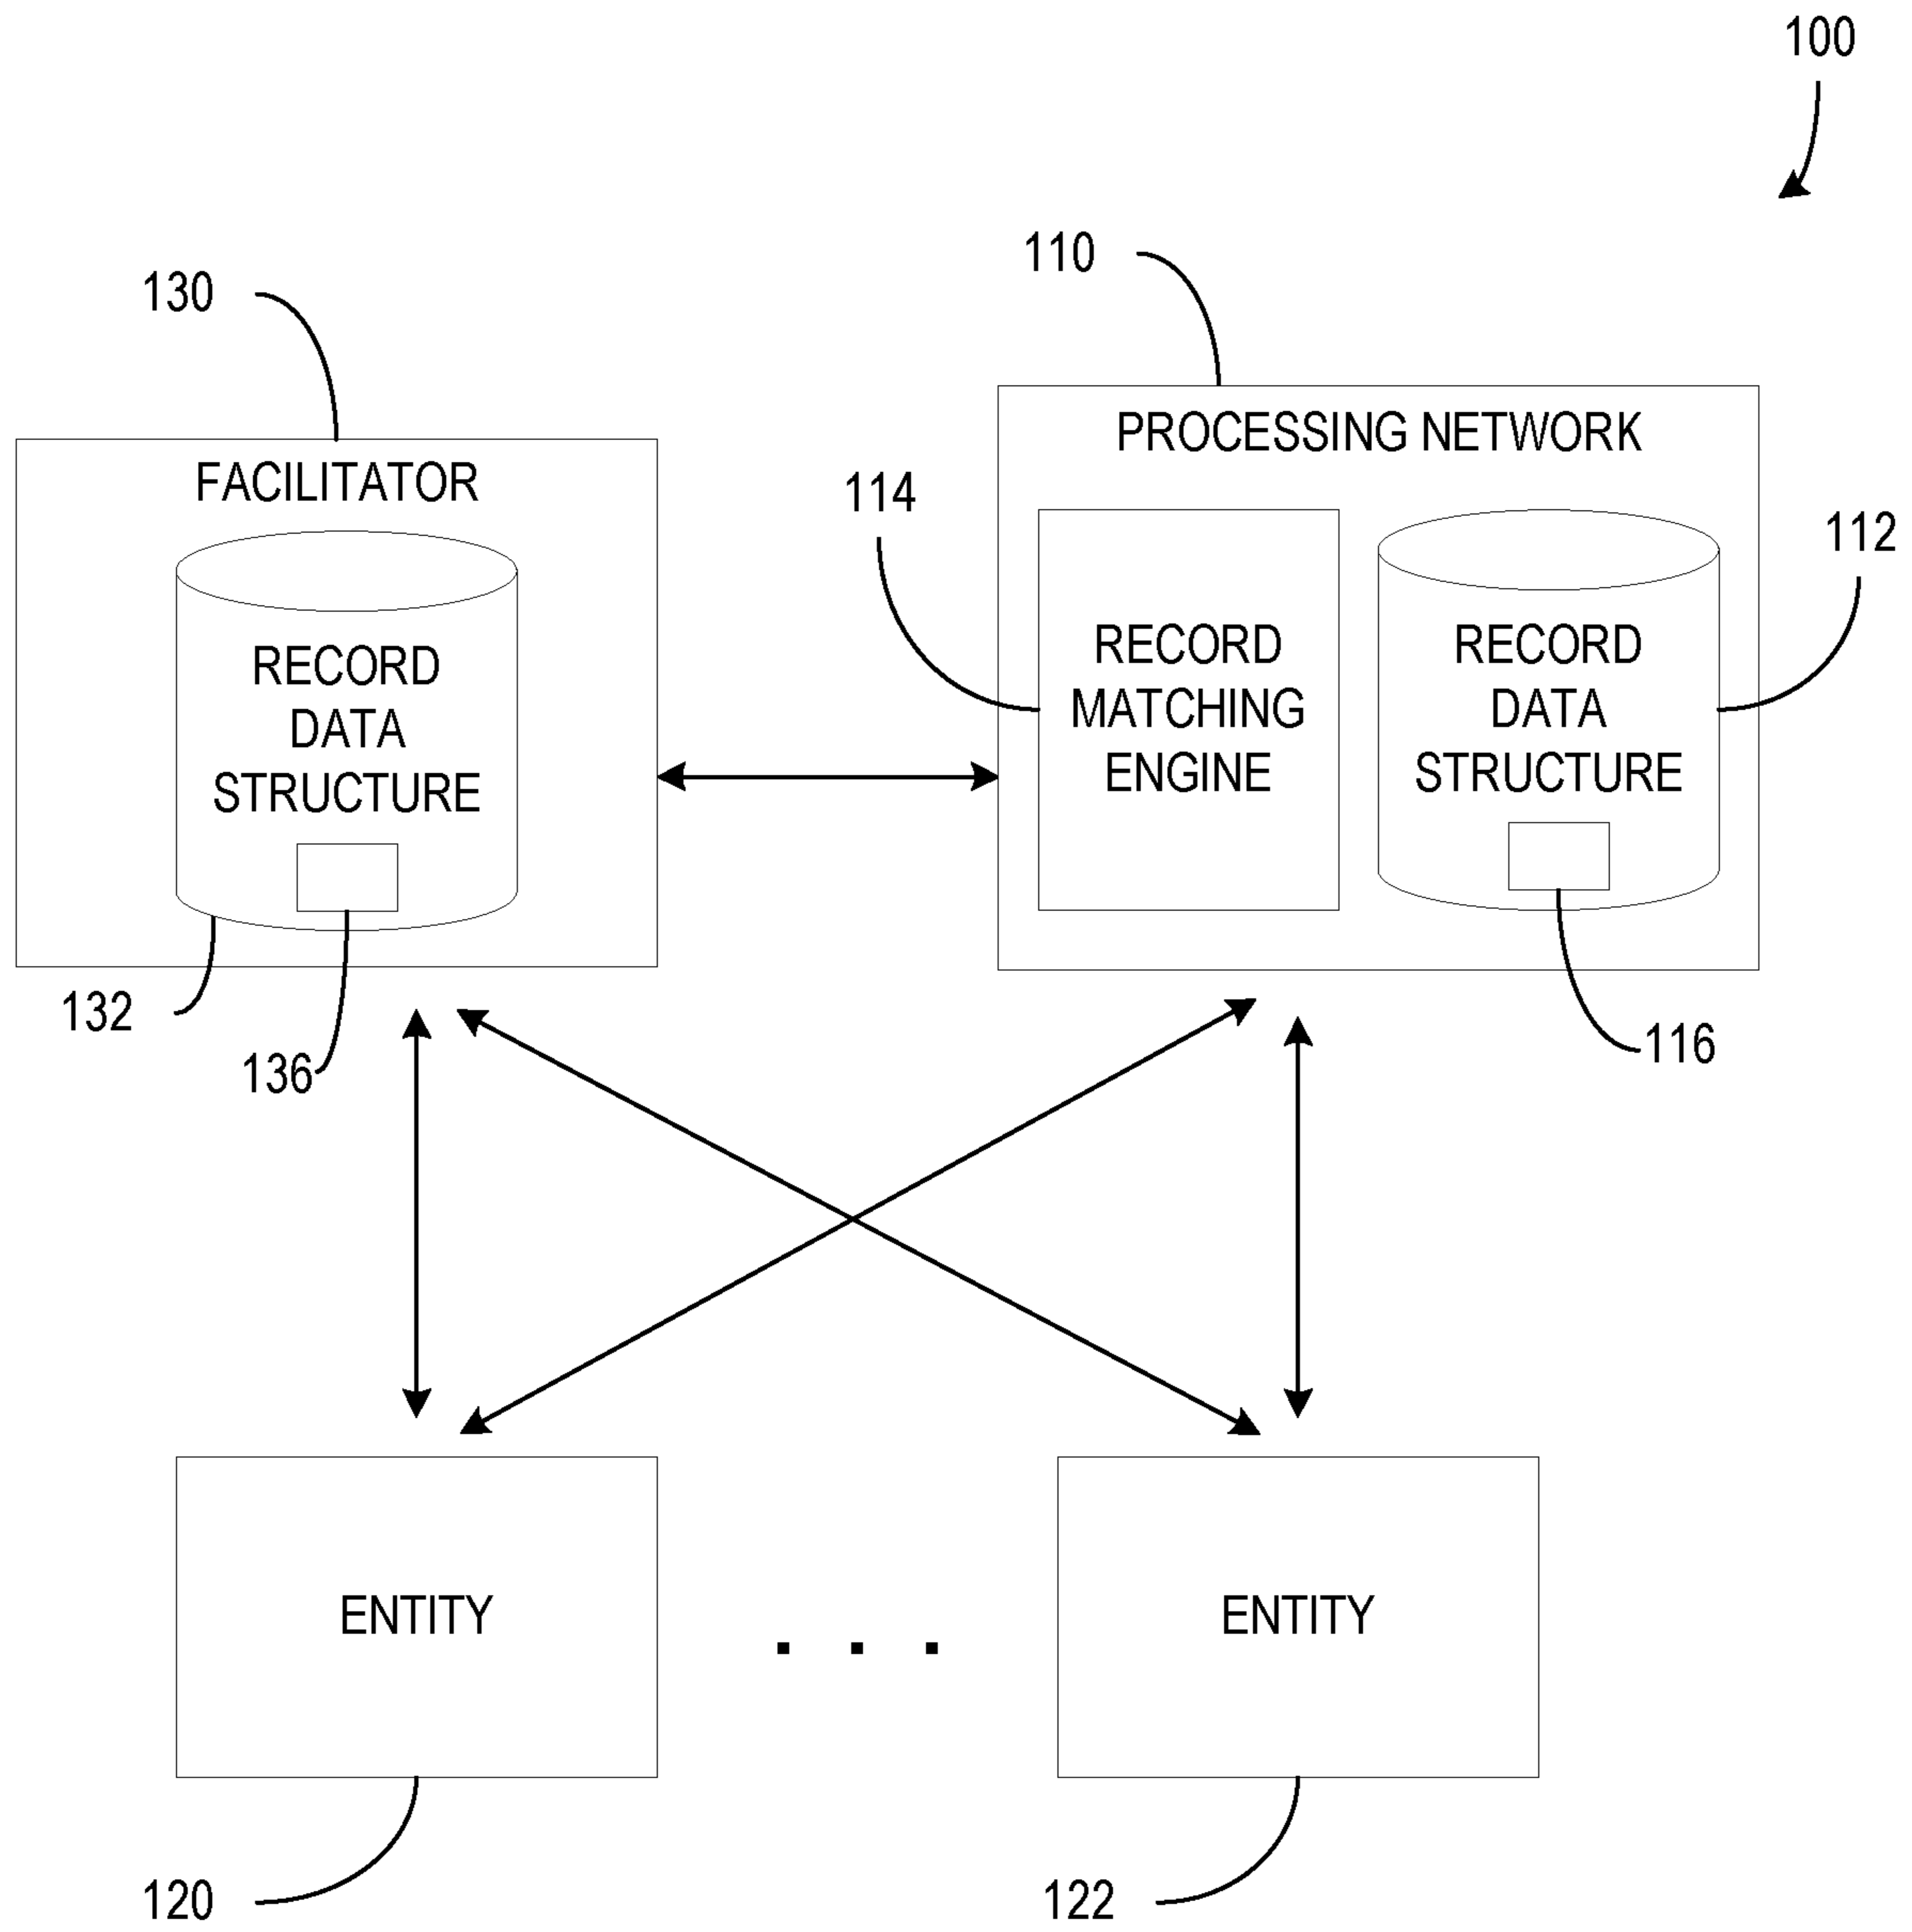 100
110
130
PROCESSING NETWORK
FACILITATOR
114
112
RECORD
DATA
STRUCTURE
RECORD
MATCHING
ENGINE
RECORD
DATA
STRUCTURE
132
136
116
ENTITY
. . .
ENTITY
120
122